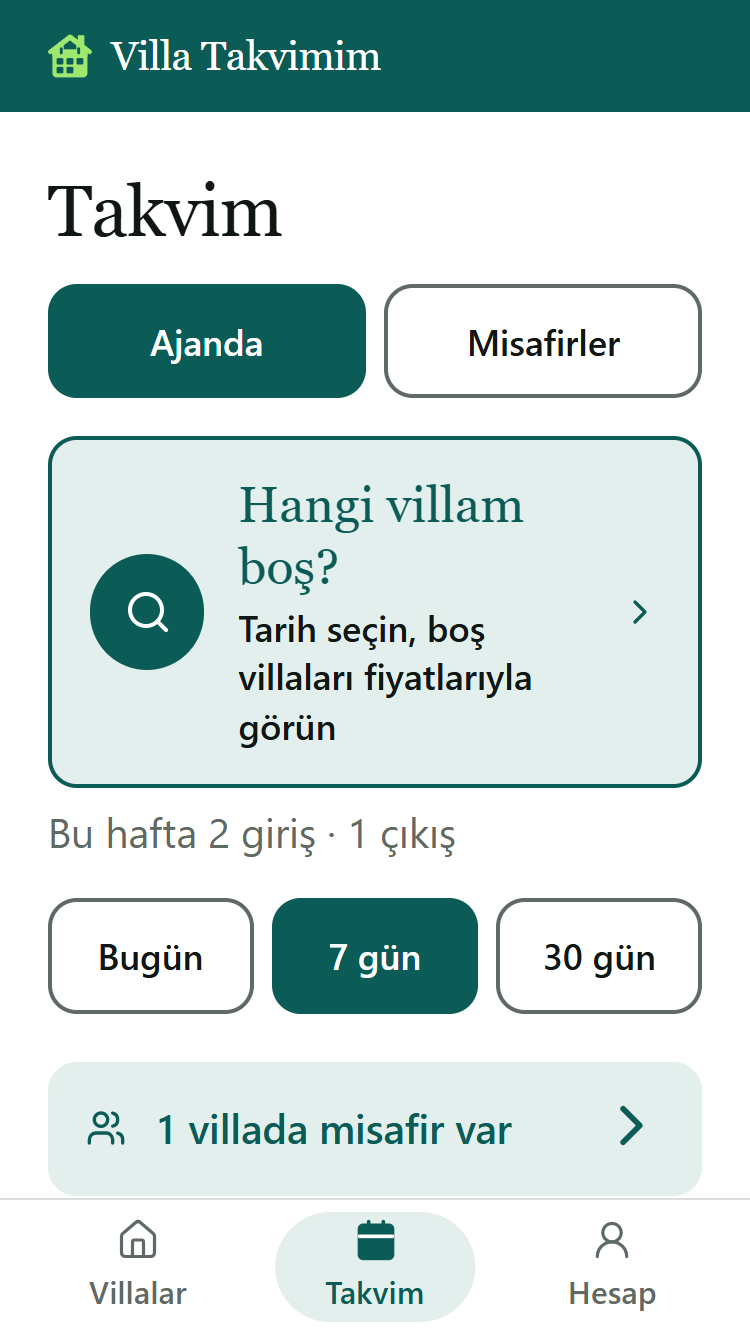 Villa Takvimim
Takvim
Ajanda
Misafirler
Hangi villam
boş?
Tarih seçin, boş
villaları fiyatlarıyla
görün
Bu hafta 2 giriş · 1 çıkış
Bugün
7 gün
30 gün
1 villada misafir var
Villalar
Takvim
Hesap